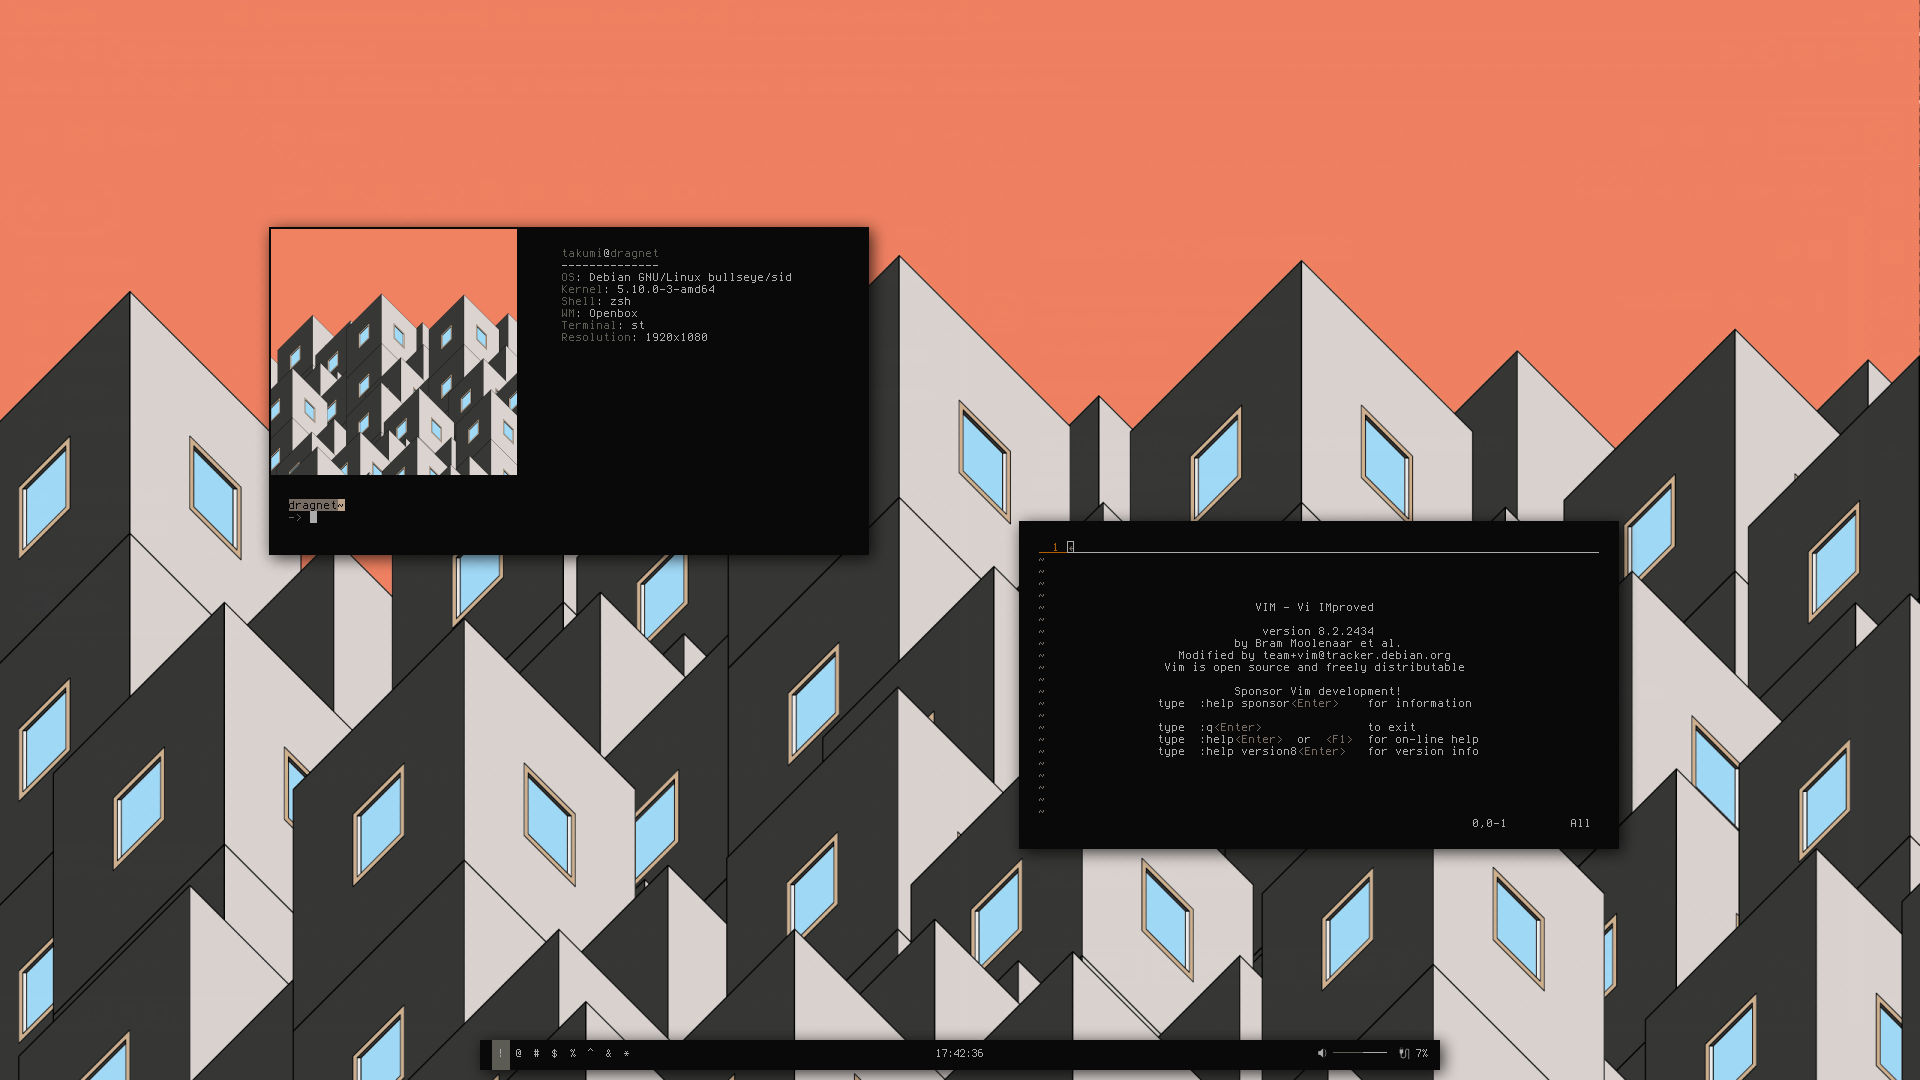 takumi@dragnet
--------------
OS: Debian GNU/Linux bullseye/sid
Kernel: 5.10.0-3-amd64
Shell: zsh
WM: Openbox
Terminal: st
Resolution: 1920x1080
dragnet~
->
1
~
~
~
~
~
VIM - Vi IMproved
~
~
version 8.2.2434
~
by Bram Moolenaar et al.
~
Modified by team+vim@tracker.debian.org
~
Vim is open source and freely distributable
~
~
Sponsor Vim development!
~
type :help sponsor<Enter> for information
~
~
type :q<Enter> to exit
~
type :help<Enter> or <F1> for on-line help
~
type :help version8<Enter> for version info
~
~
~
~
~
0,0-1 All
! @ # $ % ^ & * 17:42:36 7%